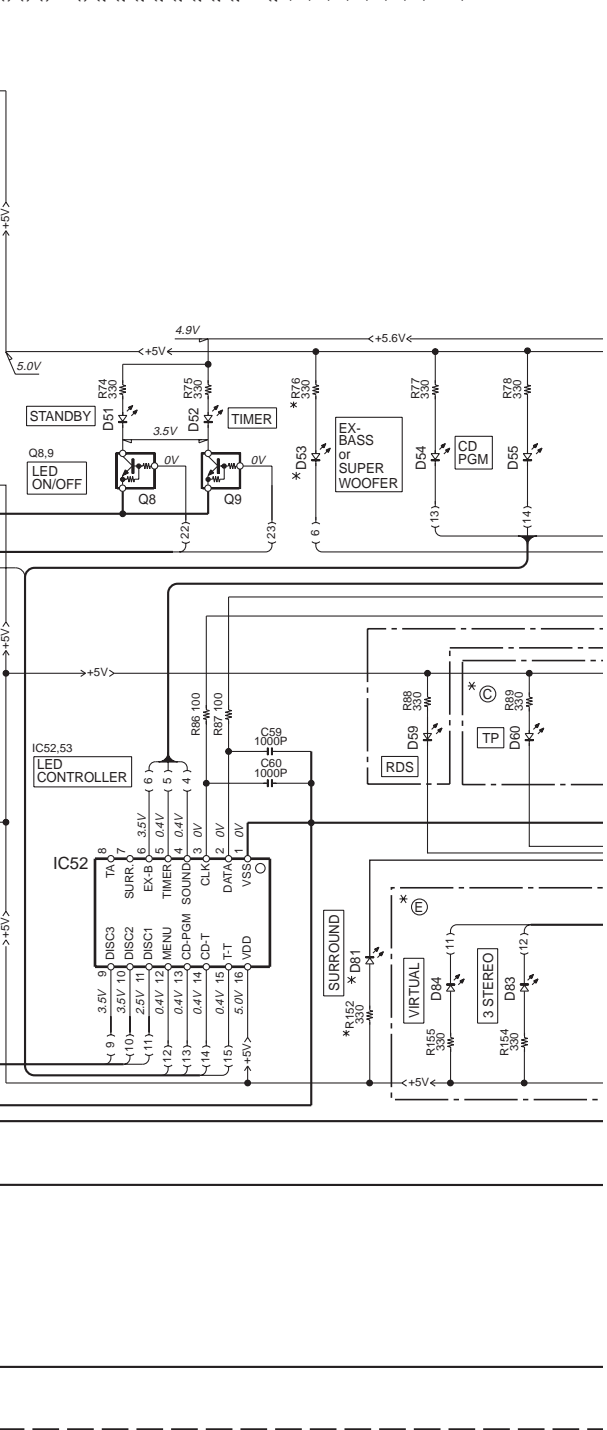 +5V
4.9V
+5V
+5.6V
5.0V
R74
330
R75
330
* R76
330
R77
330
R78
330
STANDBY
D51
D52
TIMER
3.5V
Q8,9
LED
ON/OFF
0V
0V
Q8
Q9
* D53
EX-
BASS
or
SUPER
WOOFER
D54
CD
PGM
D55
22
23
6
13
14
+5V
+5V
R86 100
R87 100
C59
1000P
C60
1000P
R88
330
D59
RDS
* C
R89
330
TP
D60
IC52,53
LED
CONTROLLER
6
5
4
3.5V
0.4V
0.4V
0V
0V
0V
IC52
8
7
6
5
4
3
2
1
TA
SURR.
EX-B
TIMER
SOUND
CLK
DATA
VSS
DISC3
DISC2
DISC1
MENU
CD-PGM
CD-T
T-T
VDD
9
10
11
12
13
14
15
16
3.5V
3.5V
2.5V
0.4V
0.4V
0.4V
0.4V
5.0V
9
10
11
12
13
14
15
+5V
+5V
SURROUND
* D81
* R152
330
* E
VIRTUAL
11
D84
R155
330
3 STEREO
12
D83
R154
330
+5V